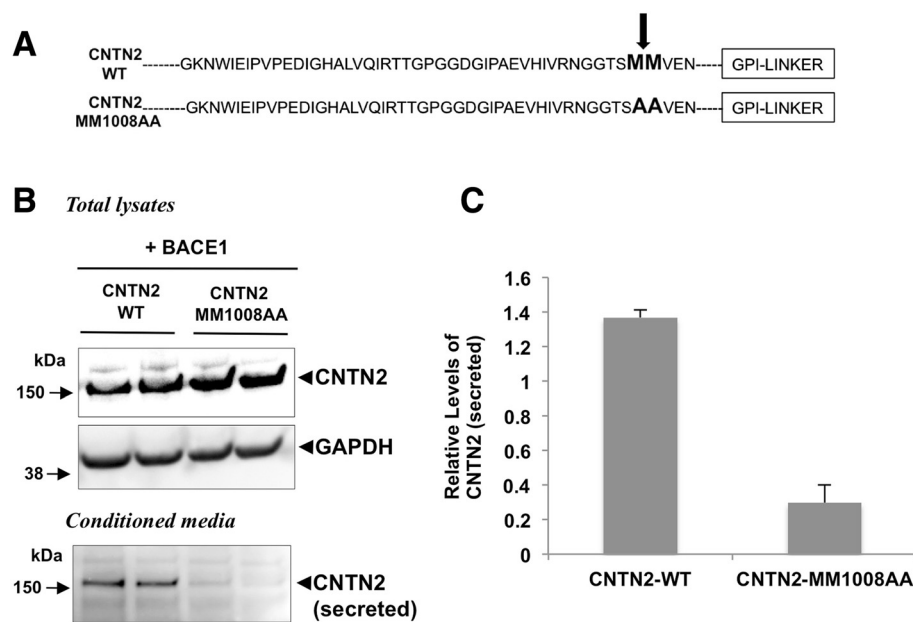 A
CNTN2
WT
-------GKNWIEIPVPEDIGHALVQIRTTGPGGDGIPAEVHIVRNGGTSMMVEN-----
GPI-LINKER
CNTN2
MM1008AA
-------GKNWIEIPVPEDIGHALVQIRTTGPGGDGIPAEVHIVRNGGTSAAVEN-----
GPI-LINKER
B
Total lysates
+ BACE1
CNTN2
WT
CNTN2
MM1008AA
kDa
150
CNTN2
GAPDH
38
Conditioned media
kDa
150
CNTN2
(secreted)
C
Relative Levels of
CNTN2 (secreted)
1.6
1.4
1.2
1
0.8
0.6
0.4
0.2
0
CNTN2-WT
CNTN2-MM1008AA